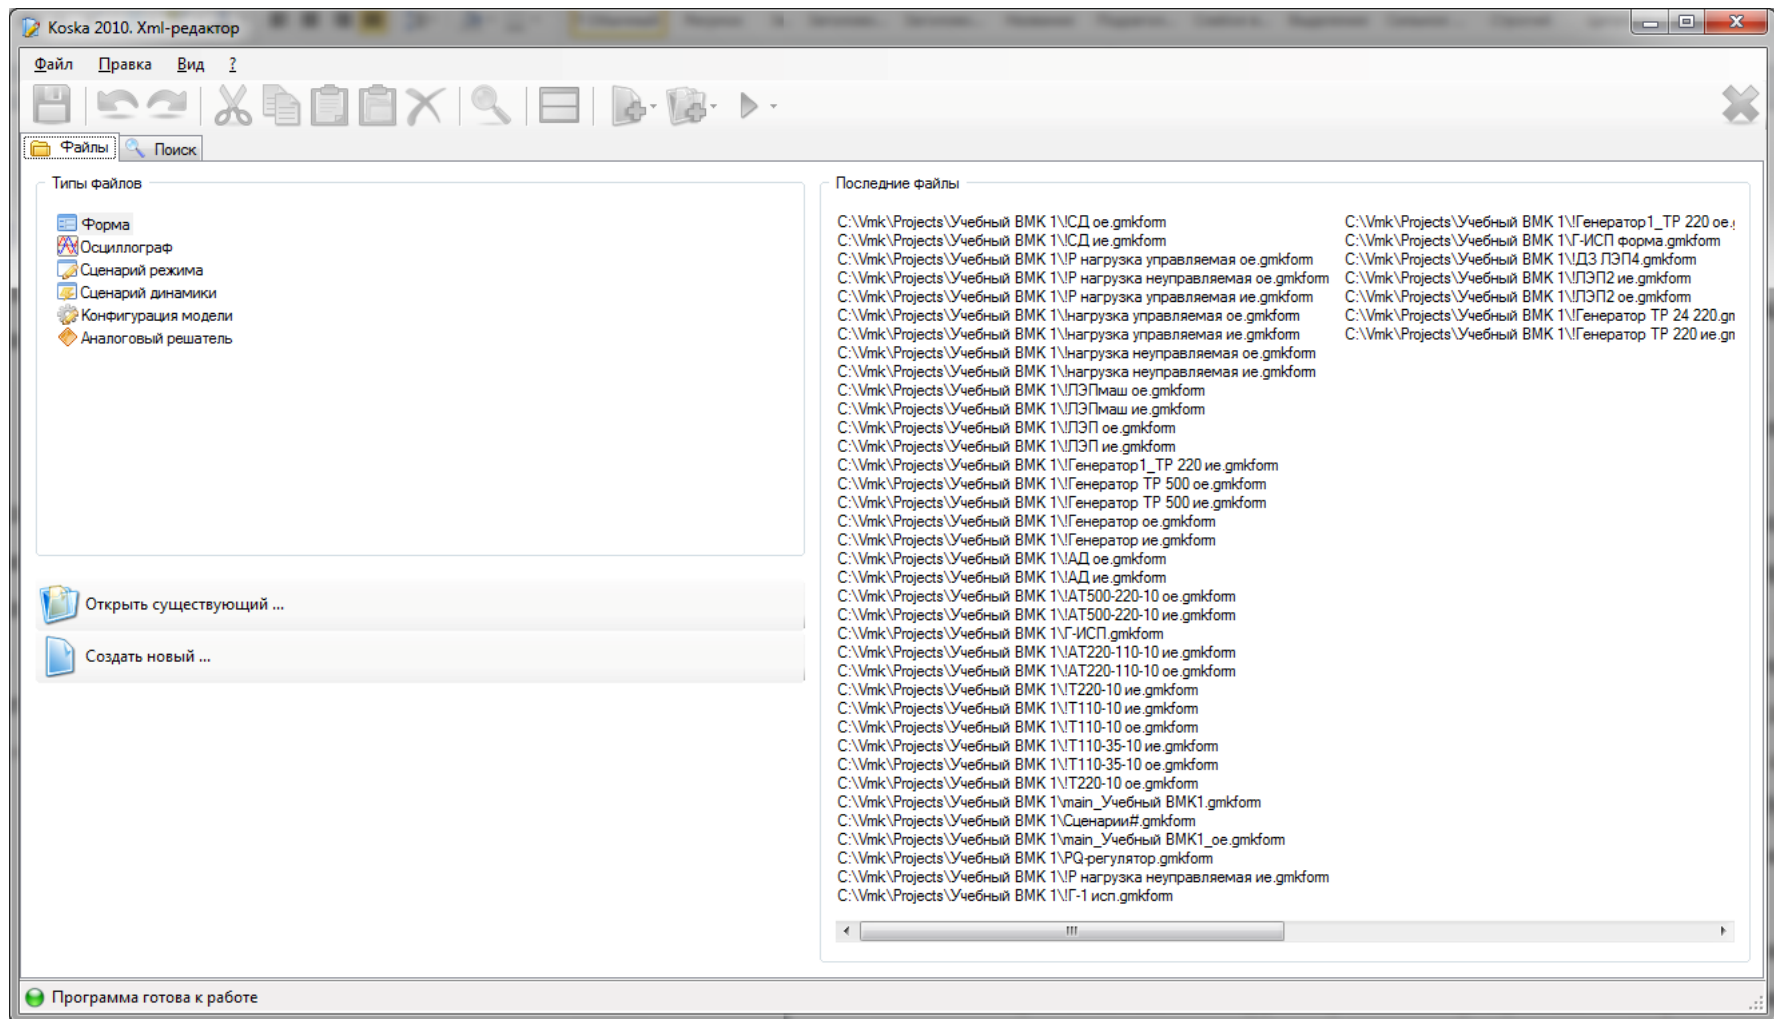 Koska 2010. Xml-редактор
Файл Правка Вид ?
Файлы Поиск
Типы файлов
Форма
Осциллограф
Сценарий режима
Сценарий динамики
Конфигурация модели
Аналоговый решатель
Открыть существующий ...
Создать новый ...
Последние файлы
C:\Vmk\Projects\Учебный ВМК 1\!СД ое.gmkform
C:\Vmk\Projects\Учебный ВМК 1\!СД ие.gmkform
C:\Vmk\Projects\Учебный ВМК 1\!Р нагрузка управляемая ое.gmkform
C:\Vmk\Projects\Учебный ВМК 1\!Р нагрузка неуправляемая ое.gmkform
C:\Vmk\Projects\Учебный ВМК 1\!Р нагрузка управляемая ие.gmkform
C:\Vmk\Projects\Учебный ВМК 1\!нагрузка управляемая ое.gmkform
C:\Vmk\Projects\Учебный ВМК 1\!нагрузка управляемая ие.gmkform
C:\Vmk\Projects\Учебный ВМК 1\!нагрузка неуправляемая ое.gmkform
C:\Vmk\Projects\Учебный ВМК 1\!нагрузка неуправляемая ие.gmkform
C:\Vmk\Projects\Учебный ВМК 1\!ЛЭПмаш ое.gmkform
C:\Vmk\Projects\Учебный ВМК 1\!ЛЭПмаш ие.gmkform
C:\Vmk\Projects\Учебный ВМК 1\!ЛЭП ое.gmkform
C:\Vmk\Projects\Учебный ВМК 1\!ЛЭП ие.gmkform
C:\Vmk\Projects\Учебный ВМК 1\!Генератор1_ТР 220 ие.gmkform
C:\Vmk\Projects\Учебный ВМК 1\!Генератор ТР 500 ое.gmkform
C:\Vmk\Projects\Учебный ВМК 1\!Генератор ТР 500 ие.gmkform
C:\Vmk\Projects\Учебный ВМК 1\!Генератор ое.gmkform
C:\Vmk\Projects\Учебный ВМК 1\!Генератор ие.gmkform
C:\Vmk\Projects\Учебный ВМК 1\!АД ое.gmkform
C:\Vmk\Projects\Учебный ВМК 1\!АД ие.gmkform
C:\Vmk\Projects\Учебный ВМК 1\!АТ500-220-10 ое.gmkform
C:\Vmk\Projects\Учебный ВМК 1\!АТ500-220-10 ие.gmkform
C:\Vmk\Projects\Учебный ВМК 1\Г-ИСП.gmkform
C:\Vmk\Projects\Учебный ВМК 1\!АТ220-110-10 ие.gmkform
C:\Vmk\Projects\Учебный ВМК 1\!АТ220-110-10 ое.gmkform
C:\Vmk\Projects\Учебный ВМК 1\!Т220-10 ие.gmkform
C:\Vmk\Projects\Учебный ВМК 1\!Т110-10 ие.gmkform
C:\Vmk\Projects\Учебный ВМК 1\!Т110-10 ое.gmkform
C:\Vmk\Projects\Учебный ВМК 1\!Т110-35-10 ие.gmkform
C:\Vmk\Projects\Учебный ВМК 1\!Т110-35-10 ое.gmkform
C:\Vmk\Projects\Учебный ВМК 1\!Т220-10 ое.gmkform
C:\Vmk\Projects\Учебный ВМК 1\main_Учебный ВМК1.gmkform
C:\Vmk\Projects\Учебный ВМК 1\Сценарии#.gmkform
C:\Vmk\Projects\Учебный ВМК 1\main_Учебный ВМК1_ое.gmkform
C:\Vmk\Projects\Учебный ВМК 1\PQ-регулятор.gmkform
C:\Vmk\Projects\Учебный ВМК 1\!Р нагрузка неуправляемая ие.gmkform
C:\Vmk\Projects\Учебный ВМК 1\!Г-1 исп.gmkform
C:\Vmk\Projects\Учебный ВМК 1\!Генератор1_ТР 220 ое.
C:\Vmk\Projects\Учебный ВМК 1\Г-ИСП форма.gmkform
C:\Vmk\Projects\Учебный ВМК 1\!ДЗ ЛЭП4.gmkform
C:\Vmk\Projects\Учебный ВМК 1\!ЛЭП2 ие.gmkform
C:\Vmk\Projects\Учебный ВМК 1\!ЛЭП2 ое.gmkform
C:\Vmk\Projects\Учебный ВМК 1\!Генератор ТР 24 220.gm
C:\Vmk\Projects\Учебный ВМК 1\!Генератор ТР 220 ие.gm
Программа готова к работе